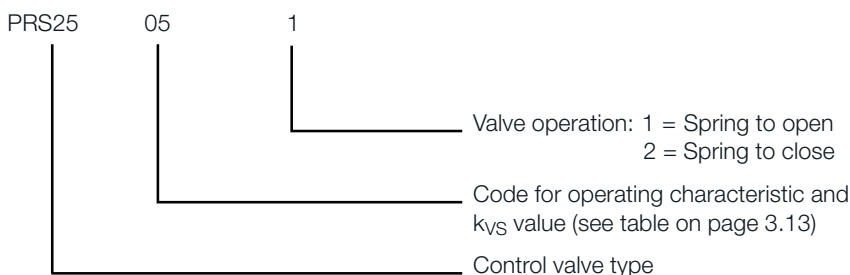 PRS25 05 1
Valve operation: 1 = Spring to open
2 = Spring to close
Code for operating characteristic and
kVS value (see table on page 3.13)
Control valve type